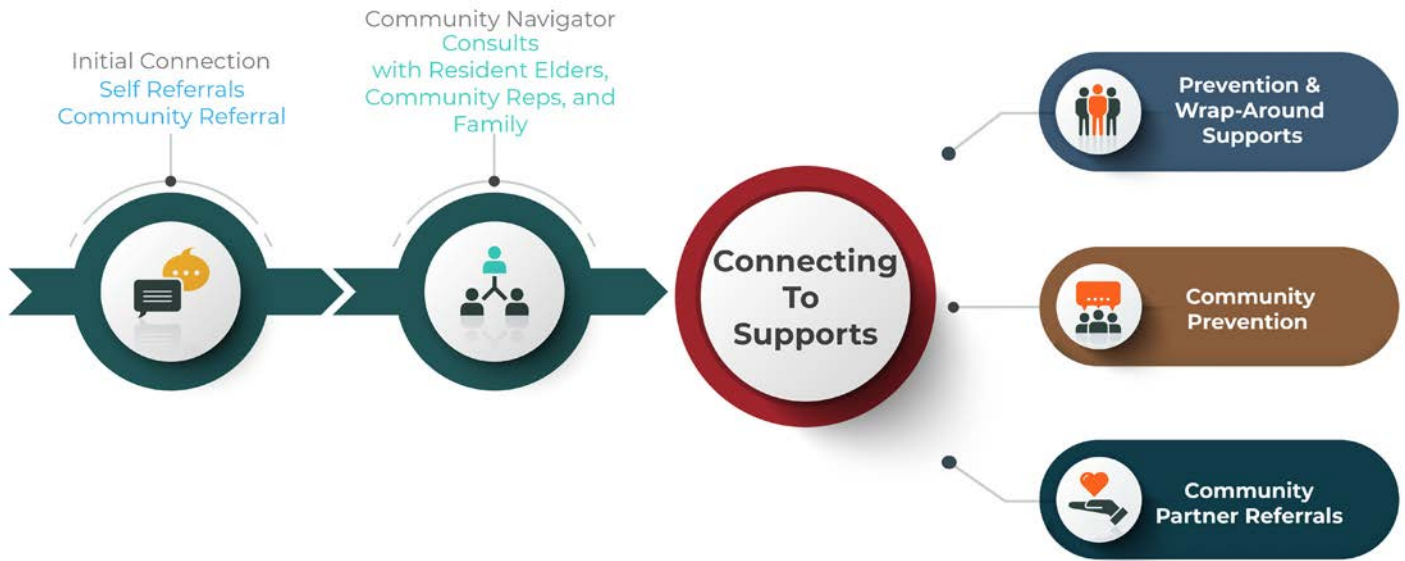 Initial Connection
Self Referrals
Community Referral
Community Navigator
Consults
with Resident Elders,
Community Reps, and
Family
Connecting
To
Supports
Prevention &
Wrap-Around
Supports
Community
Prevention
Community
Partner Referrals